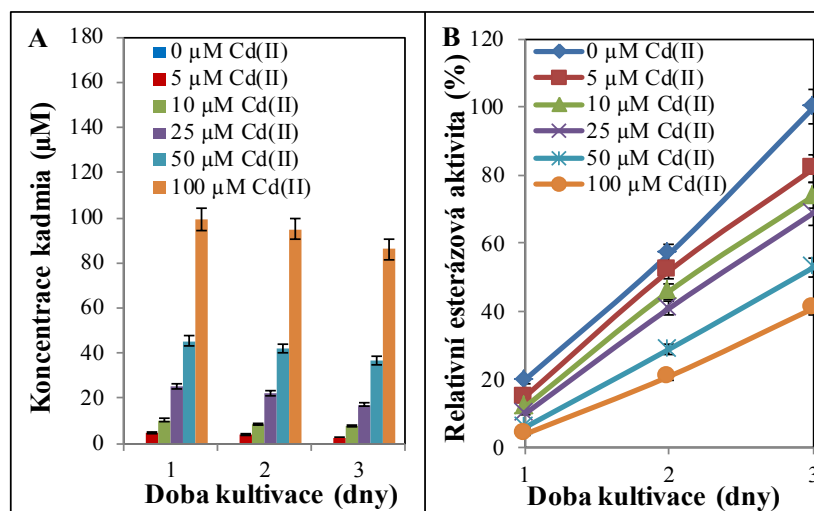 A
Koncentrace kadmia (µM)
180
160
140
120
100
80
60
40
20
0
0 µM Cd(II)
5 µM Cd(II)
10 µM Cd(II)
25 µM Cd(II)
50 µM Cd(II)
100 µM Cd(II)
1 2 3
Doba kultivace (dny)
B
Relativní esterázová aktivita (%)
120
100
80
60
40
20
0
0 µM Cd(II)
5 µM Cd(II)
10 µM Cd(II)
25 µM Cd(II)
50 µM Cd(II)
100 µM Cd(II)
1 2 3
Doba kultivace (dny)